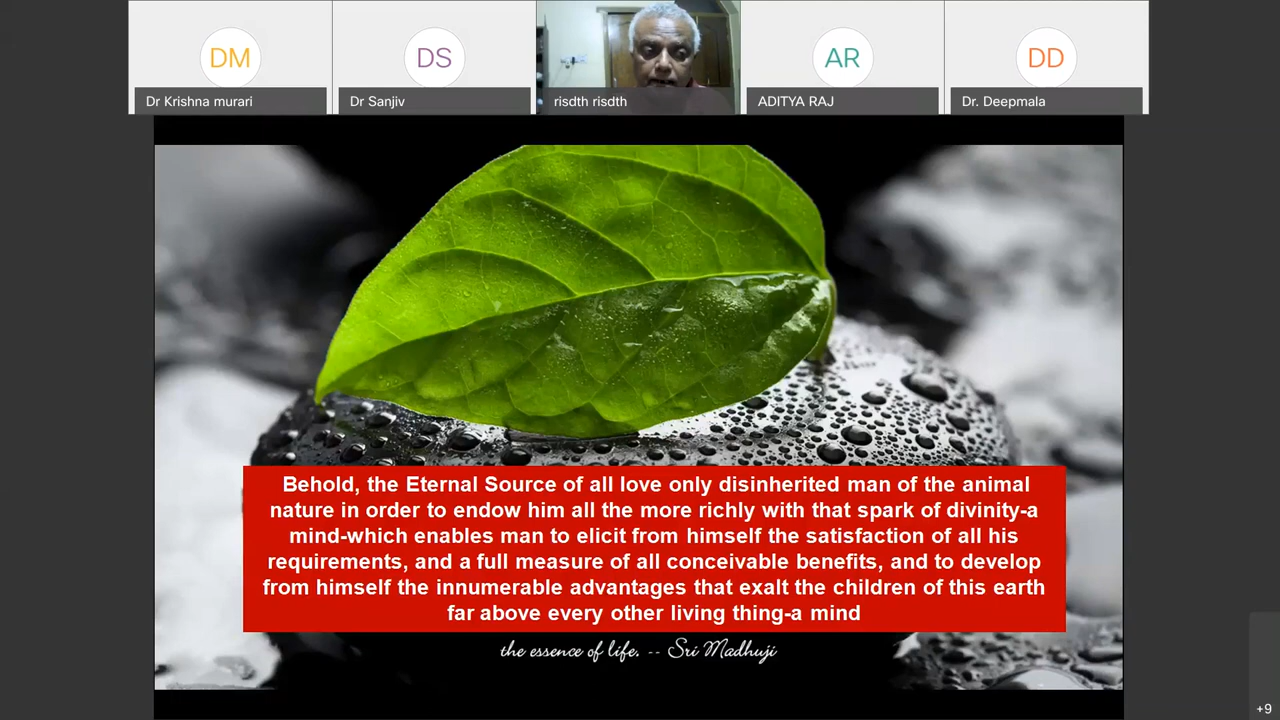 DM
DS
AR
DD
Dr Krishna murari
Dr Sanjiv
risdth risdth
ADITYA RAJ
Dr. Deepmala
Behold, the Eternal Source of all love only disinherited man of the animal
nature in order to endow him all the more richly with that spark of divinity-a
mind-which enables man to elicit from himself the satisfaction of all his
requirements, and a full measure of all conceivable benefits, and to develop
from himself the innumerable advantages that exalt the children of this earth
far above every other living thing-a mind
the essence of life. -- Sri Madhuji
+9